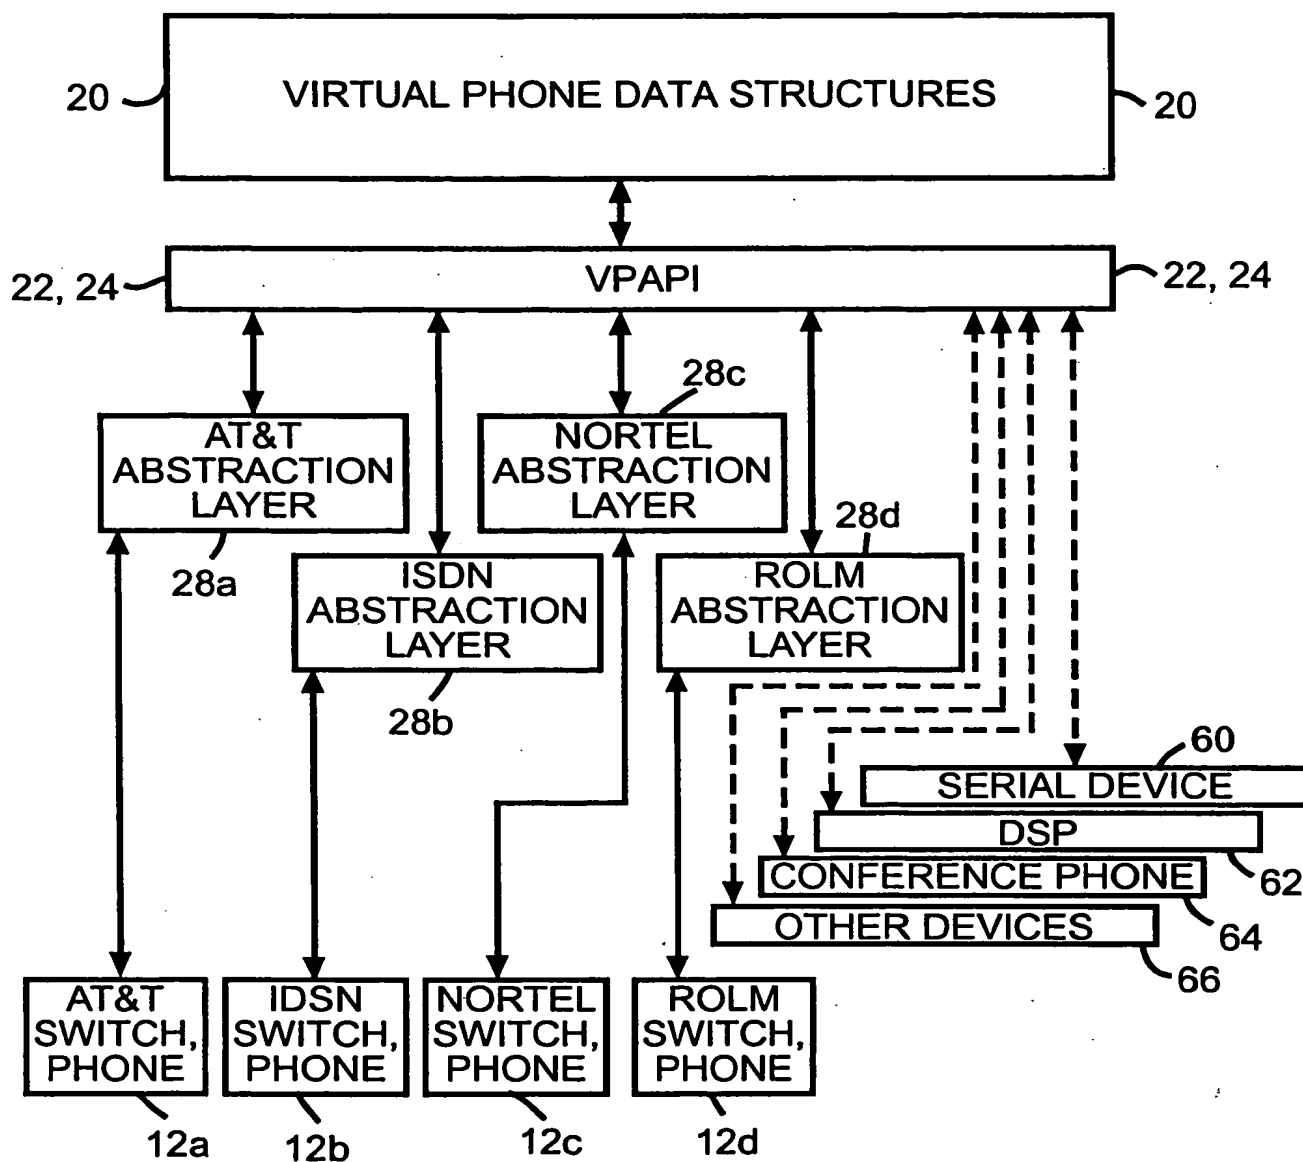 20
VIRTUAL PHONE DATA STRUCTURES
20
22, 24
VPAPI
22, 24
AT&T
ABSTRACTION
LAYER
28a
28c
NORTEL
ABSTRACTION
LAYER
ISDN
ABSTRACTION
LAYER
28b
28d
ROLM
ABSTRACTION
LAYER
60
SERIAL DEVICE
DSP
62
CONFERENCE PHONE
64
OTHER DEVICES
66
AT&T
SWITCH,
PHONE
12a
IDSN
SWITCH,
PHONE
12b
NORTEL
SWITCH,
PHONE
12c
ROLM
SWITCH,
PHONE
12d